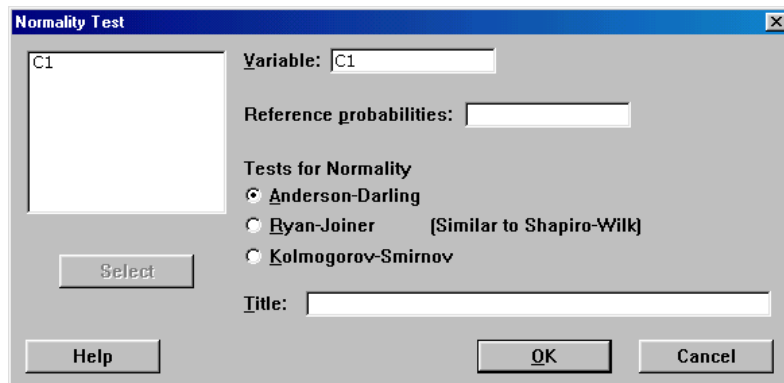 Normality Test
C1
Variable: C1
Reference probabilities:
Tests for Normality
Anderson-Darling
Ryan-Joiner (Similar to Shapiro-Wilk)
Kolmogorov-Smirnov
Select
Title:
Help
OK
Cancel